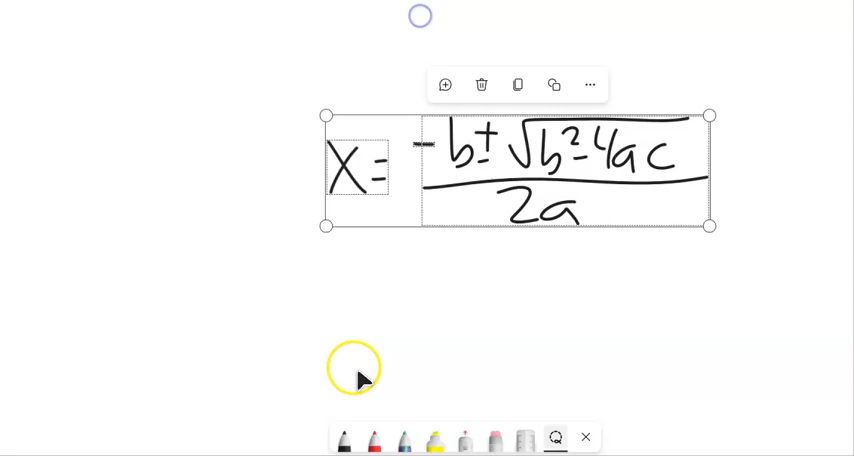 x = (-b ± √(b² - 4ac)) / 2a